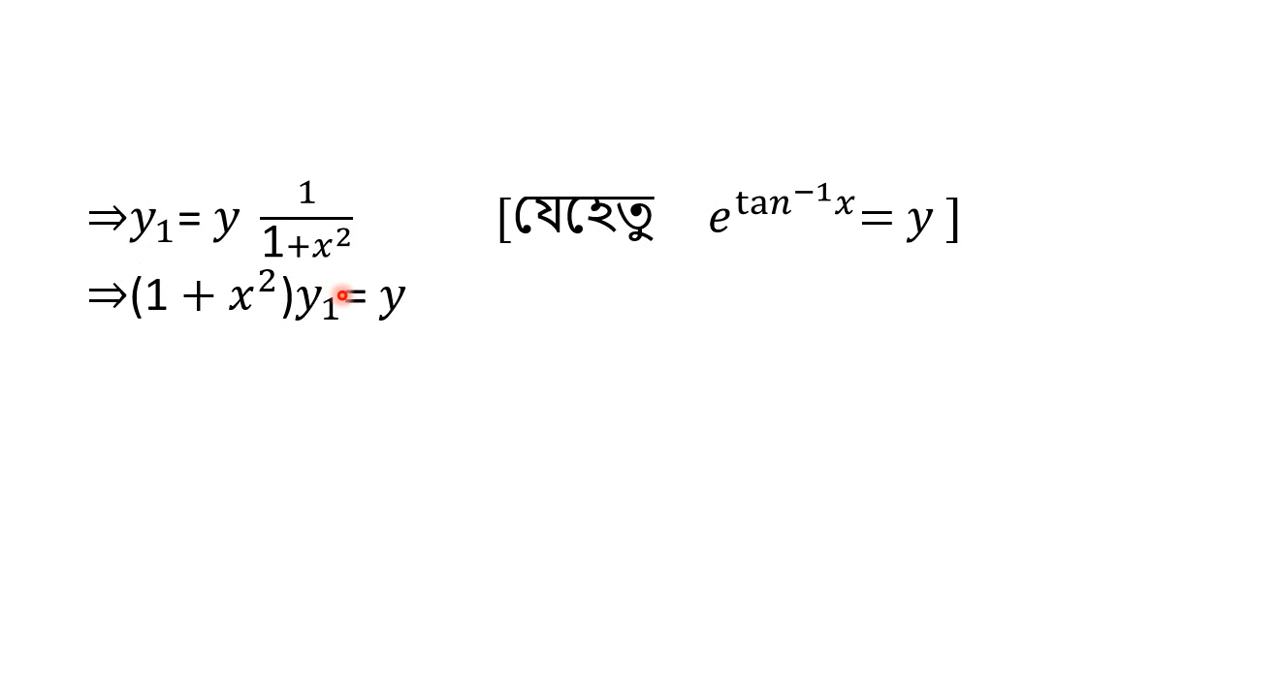 ⇒y₁= y 1/(1+x²) [যেহেতু e^(tan⁻¹x)= y ]
⇒(1 + x²)y₁= y